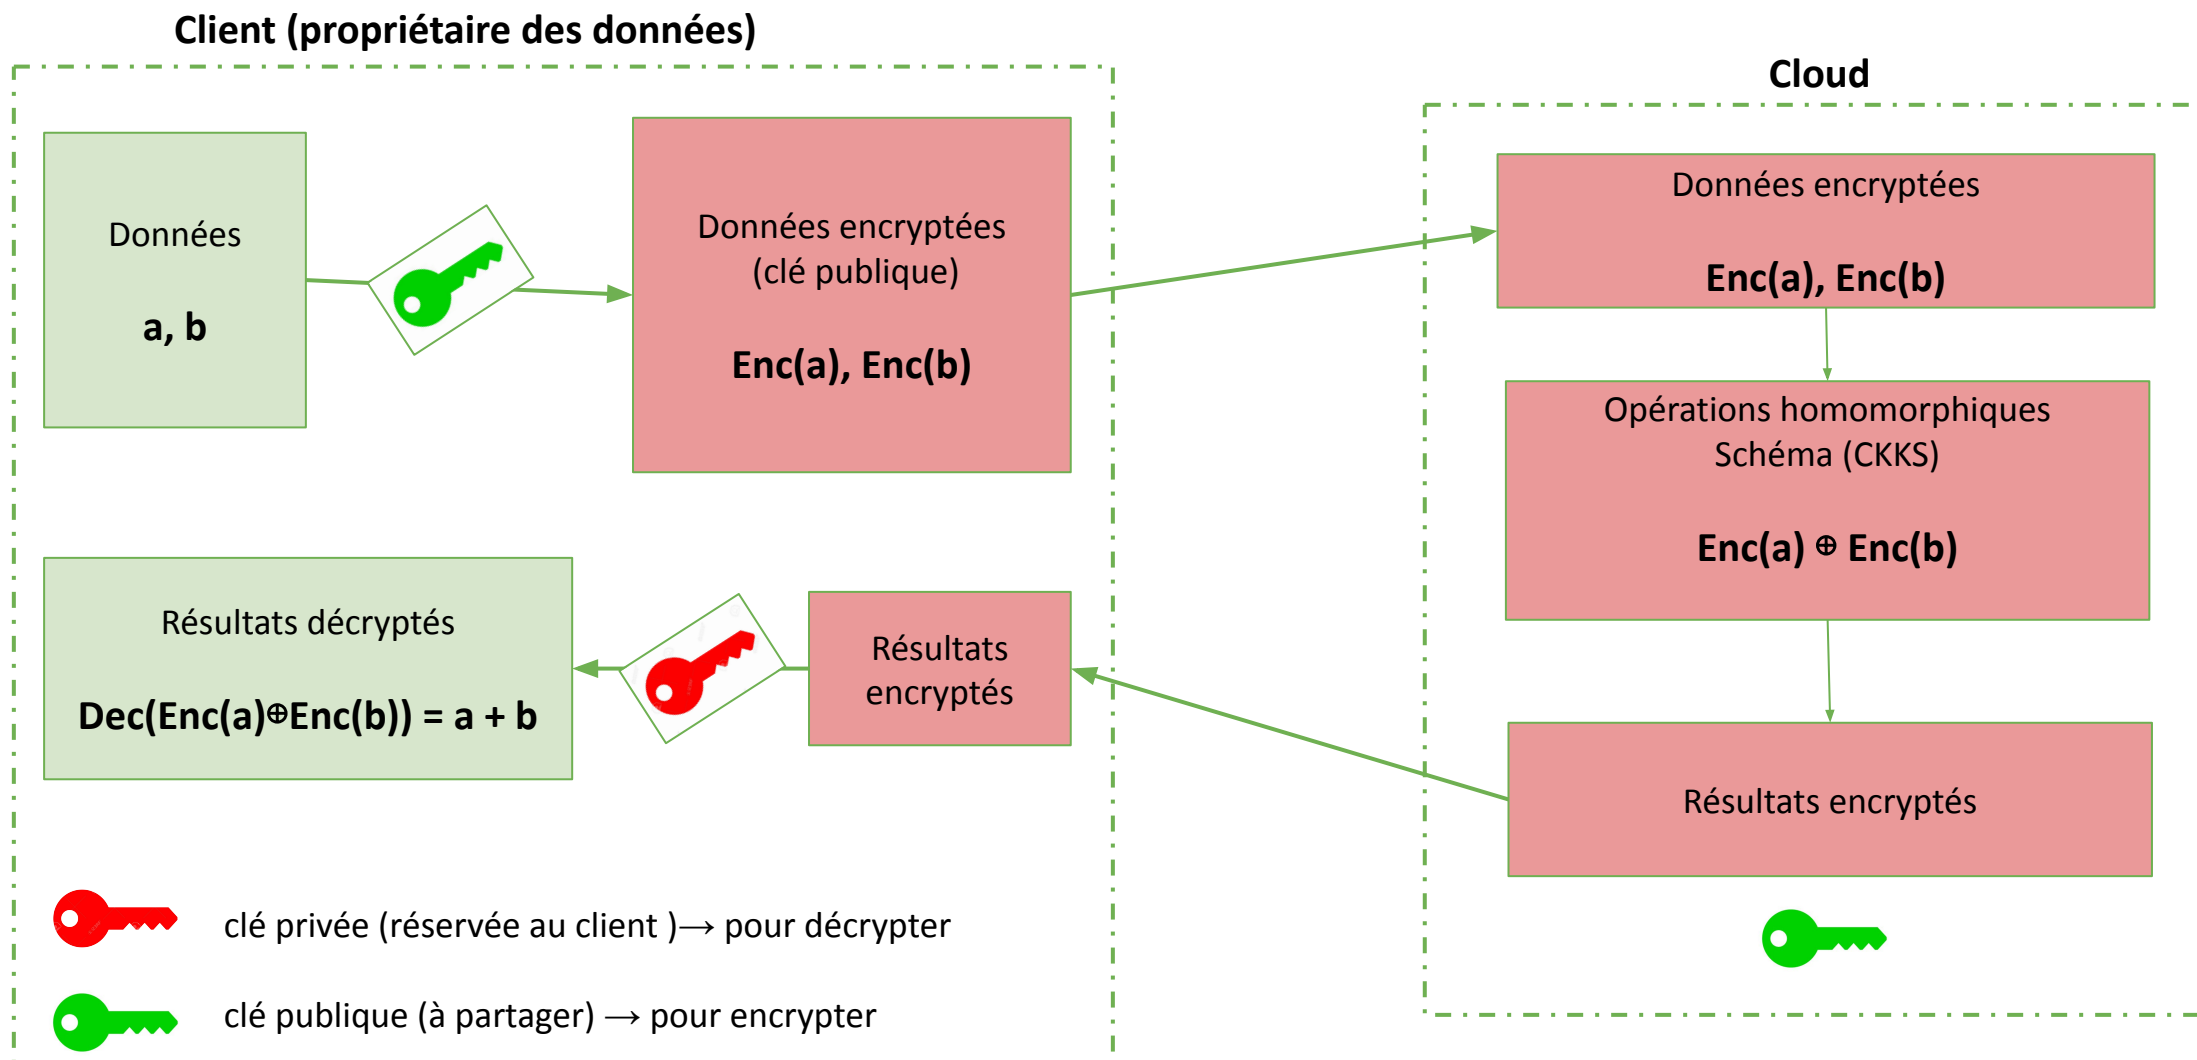 Client (propriétaire des données)
Données
a, b
Données encryptées
(clé publique)
Enc(a), Enc(b)
Résultats décryptés
Dec(Enc(a)⊕Enc(b)) = a + b
Résultats
encryptés
clé privée (réservée au client )→ pour décrypter
clé publique (à partager) → pour encrypter
Cloud
Données encryptées
Enc(a), Enc(b)
Opérations homomorphiques
Schéma (CKKS)
Enc(a) ⊕ Enc(b)
Résultats encryptés